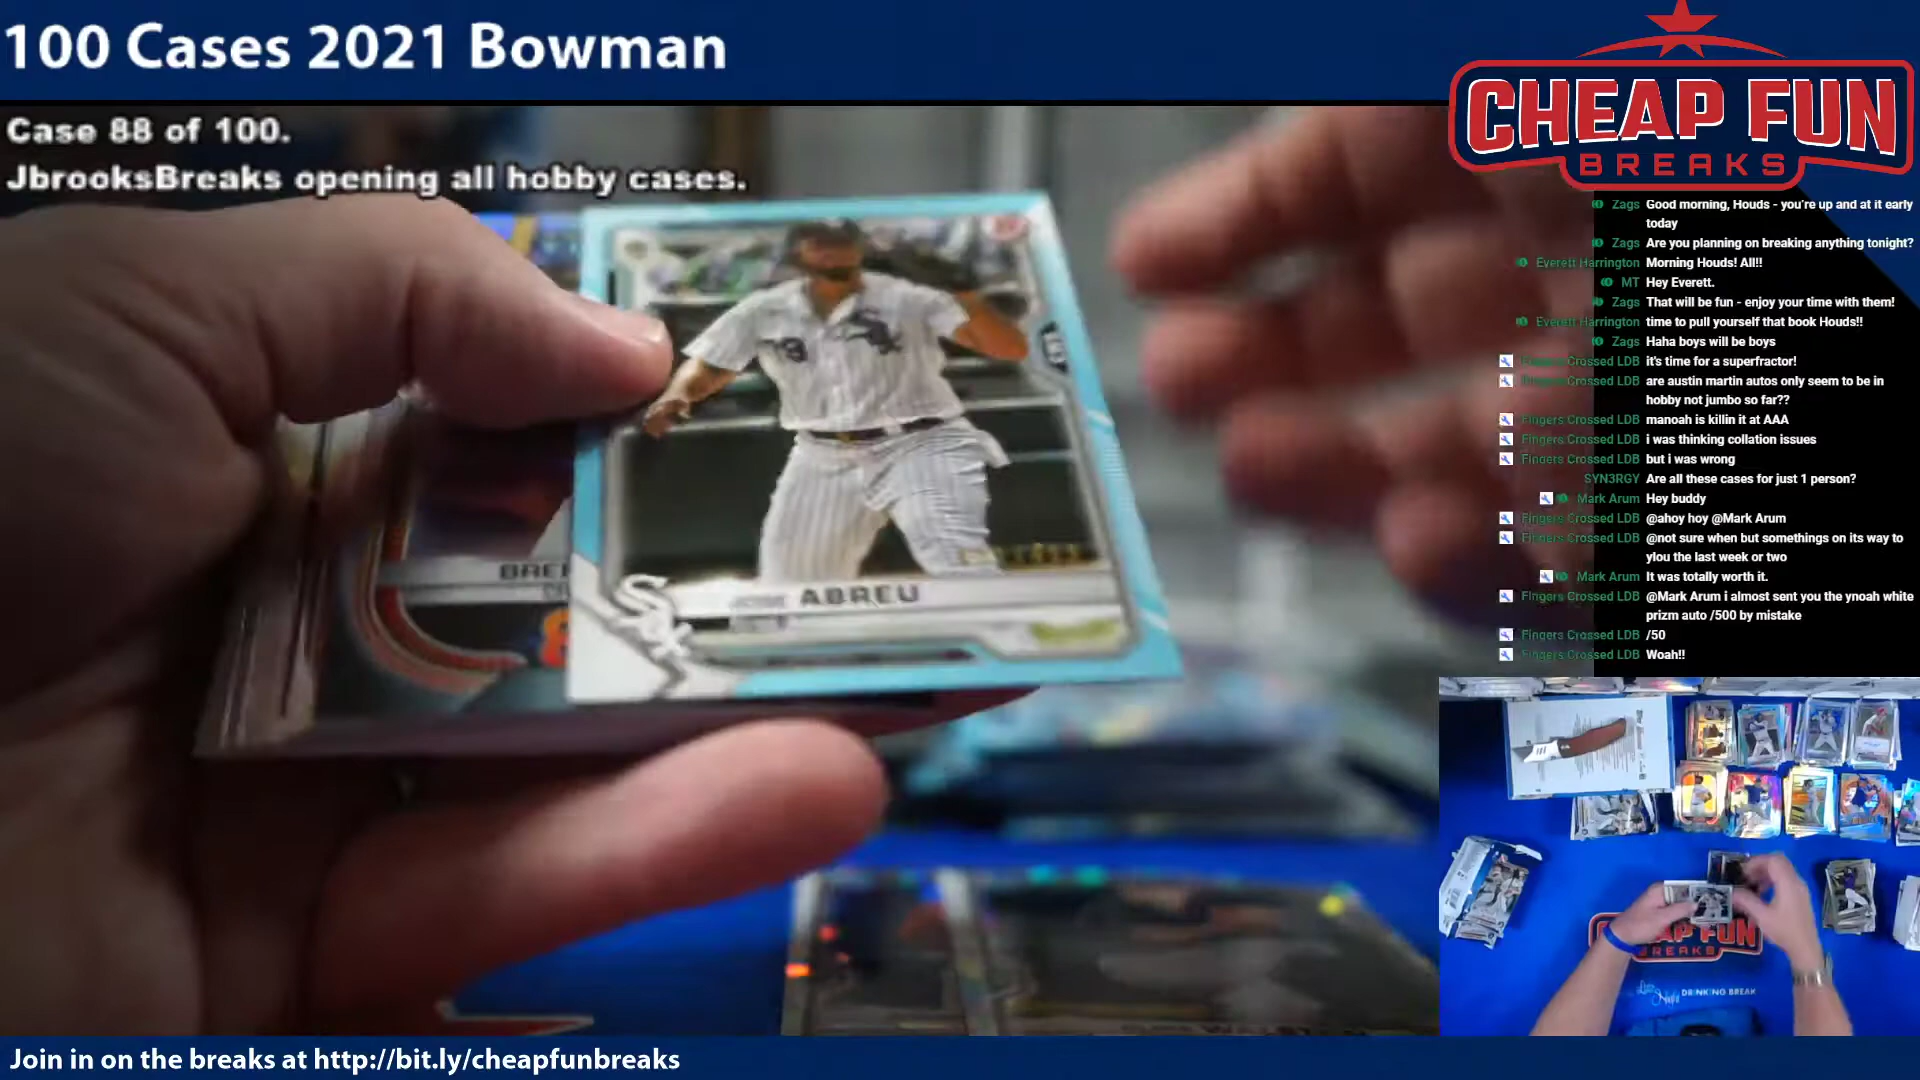 100 Cases 2021 Bowman
Case 88 of 100.
JbrooksBreaks opening all hobby cases.
ABREU
CHEAP FUN
BREAKS
Zags Good morning, Houds - you're up and at it early
today
Zags Are you planning on breaking anything tonight?
Everett Harrington Morning Houds! All!!
MT Hey Everett.
Zags That will be fun - enjoy your time with them!
Everett Harrington time to pull yourself that book Houds!!
Zags Haha boys will be boys
Fingers Crossed LDB it's time for a superfractor!
Fingers Crossed LDB are austin martin autos only seem to be in
hobby not jumbo so far??
Fingers Crossed LDB manoah is killin it at AAA
Fingers Crossed LDB i was thinking collation issues
Fingers Crossed LDB but i was wrong
SYN3RGY Are all these cases for just 1 person?
Mark Arum Hey buddy
Fingers Crossed LDB @ahoy hoy @Mark Arum
Fingers Crossed LDB @not sure when but somethings on its way to
ylou the last week or two
Mark Arum It was totally worth it.
Fingers Crossed LDB @Mark Arum i almost sent you the ynoah white
prizm auto /500 by mistake
Fingers Crossed LDB /50
Fingers Crossed LDB Woah!!
CHEAP FUN
BREAKS
DRINKING BREAK
Join in on the breaks at http://bit.ly/cheapfunbreaks